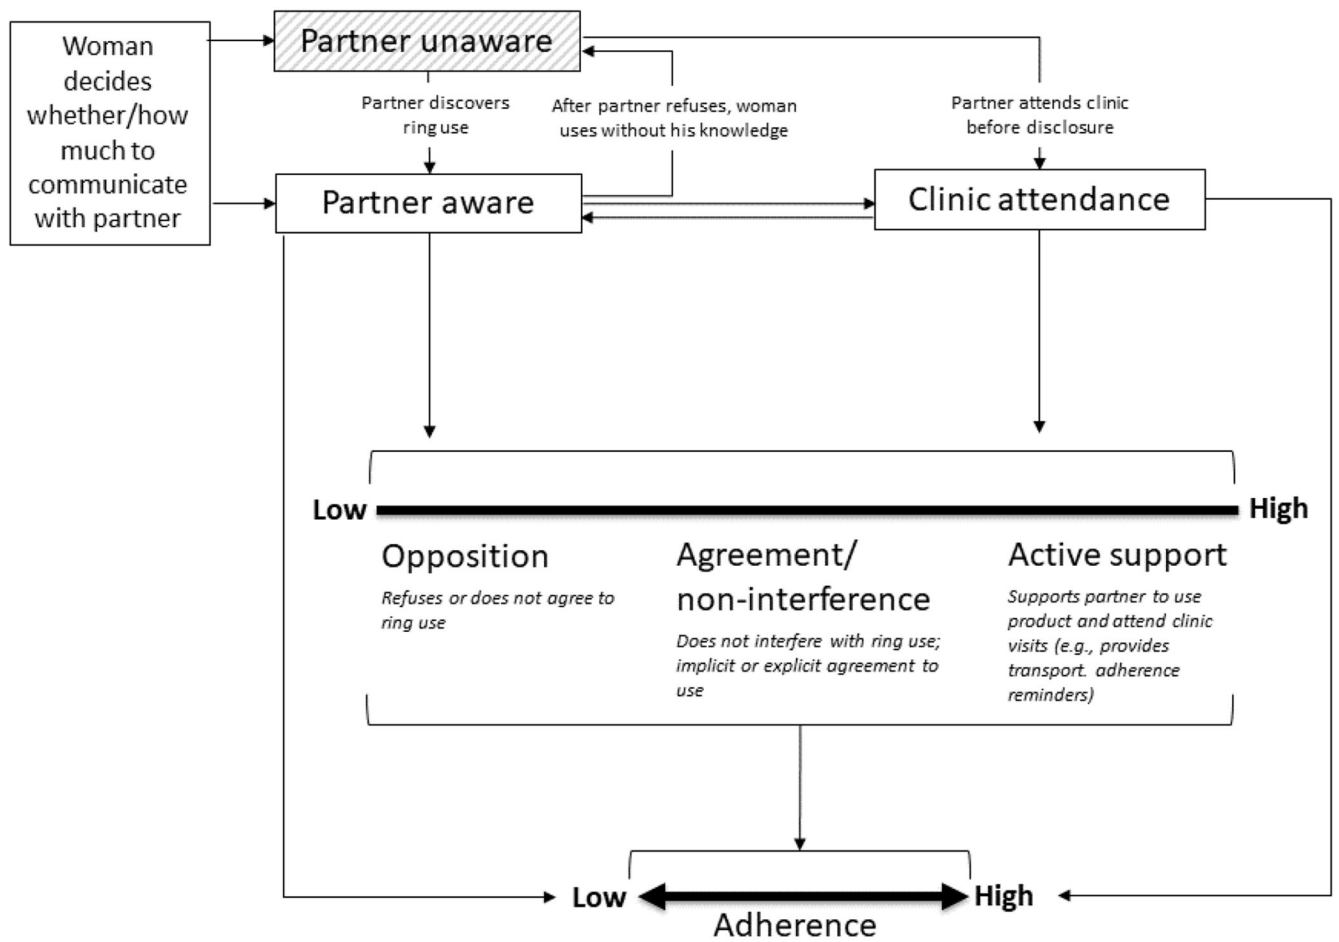 Woman
decides
whether/how
much to
communicate
with partner
Partner unaware
Partner discovers
ring use
After partner refuses, woman
uses without his knowledge
Partner attends clinic
before disclosure
Partner aware
Clinic attendance
Low
High
Opposition
Refuses or does not agree to
ring use
Agreement/
non-interference
Does not interfere with ring use;
implicit or explicit agreement to
use
Active support
Supports partner to use
product and attend clinic
visits (e.g., provides
transport. adherence
reminders)
Low
High
Adherence